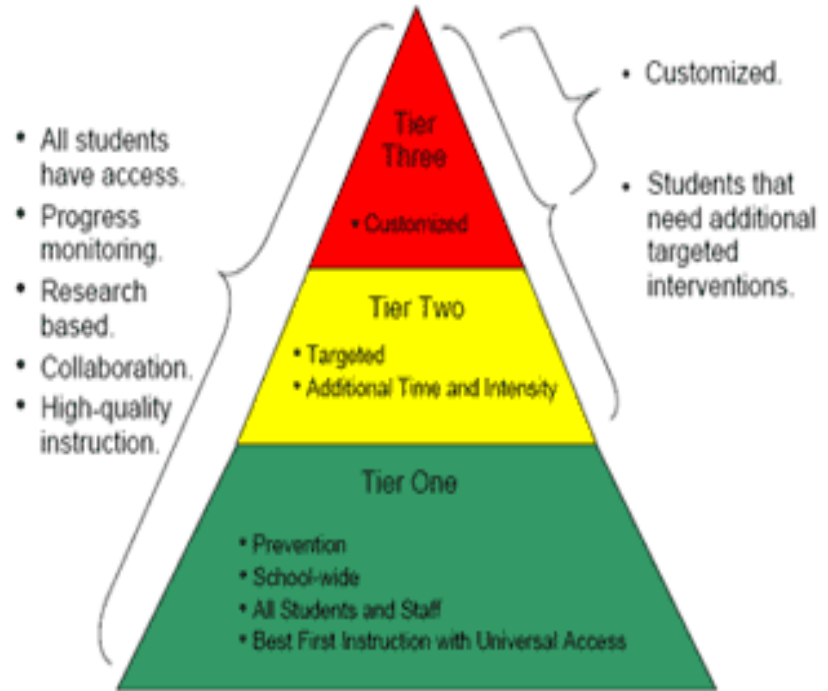 • All students
have access.
• Progress
monitoring.
• Research
based.
• Collaboration.
• High-quality
instruction.
Tier
Three
• Customized
Tier Two
• Targeted
• Additional Time and Intensity
Tier One
• Prevention
• School-wide
• All Students and Staff
• Best First Instruction with Universal Access
• Customized.
• Students that
need additional
targeted
interventions.